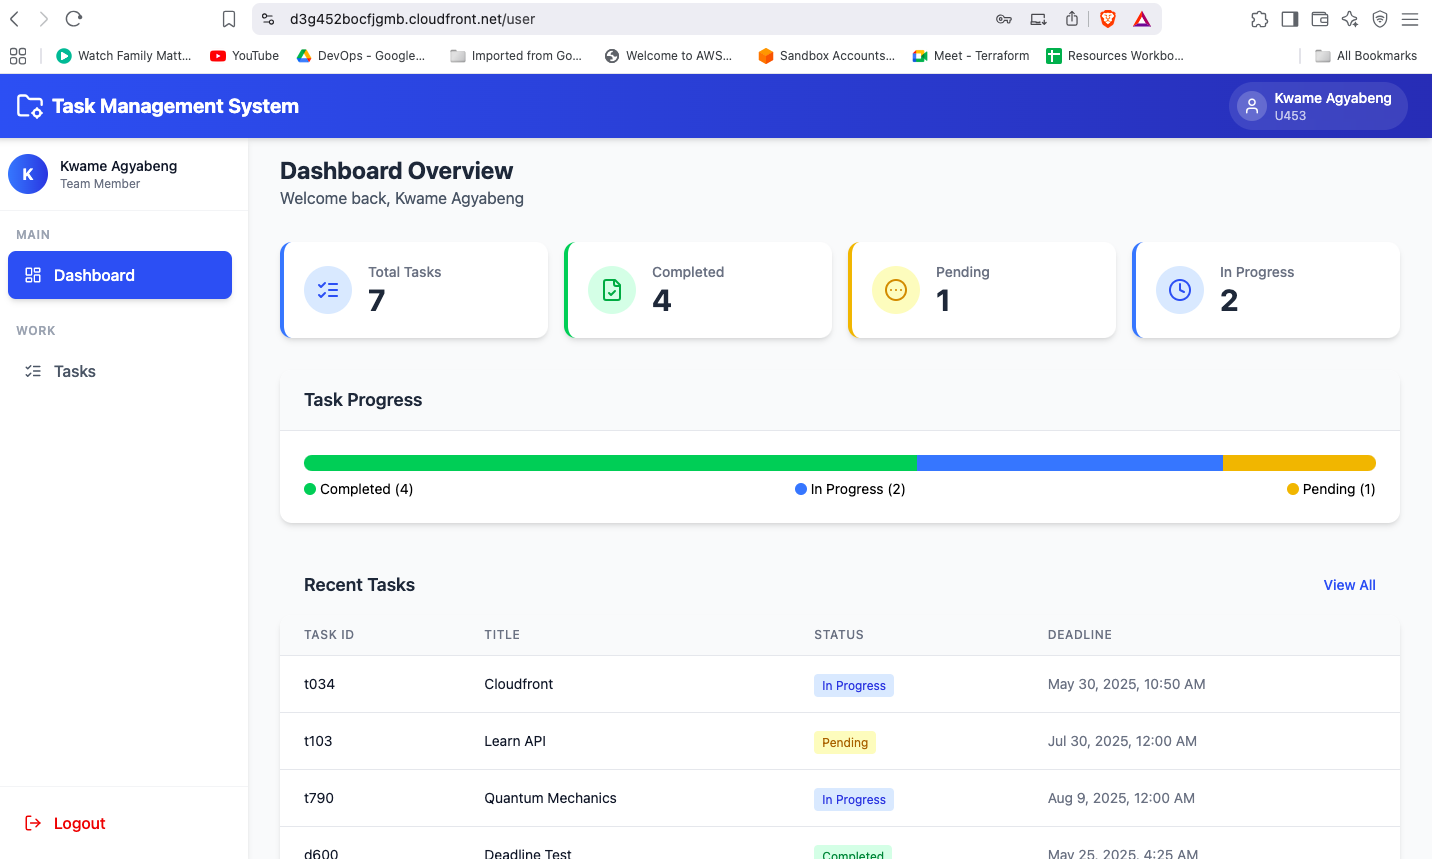 d3g452bocfjgmb.cloudfront.net/user
Watch Family Matt... YouTube DevOps - Google... Imported from Go... Welcome to AWS... Sandbox Accounts... Meet - Terraform Resources Workbo... All Bookmarks
Task Management System
Kwame Agyabeng
U453
K
Kwame Agyabeng
Team Member
MAIN
Dashboard
WORK
Tasks
Logout
Dashboard Overview
Welcome back, Kwame Agyabeng
Total Tasks
7
Completed
4
Pending
1
In Progress
2
Task Progress
Completed (4) In Progress (2) Pending (1)
Recent Tasks View All
TASK ID TITLE STATUS DEADLINE
t034 Cloudfront In Progress May 30, 2025, 10:50 AM
t103 Learn API Pending Jul 30, 2025, 12:00 AM
t790 Quantum Mechanics In Progress Aug 9, 2025, 12:00 AM
d600 Deadline Test Completed May 25, 2025, 4:25 AM